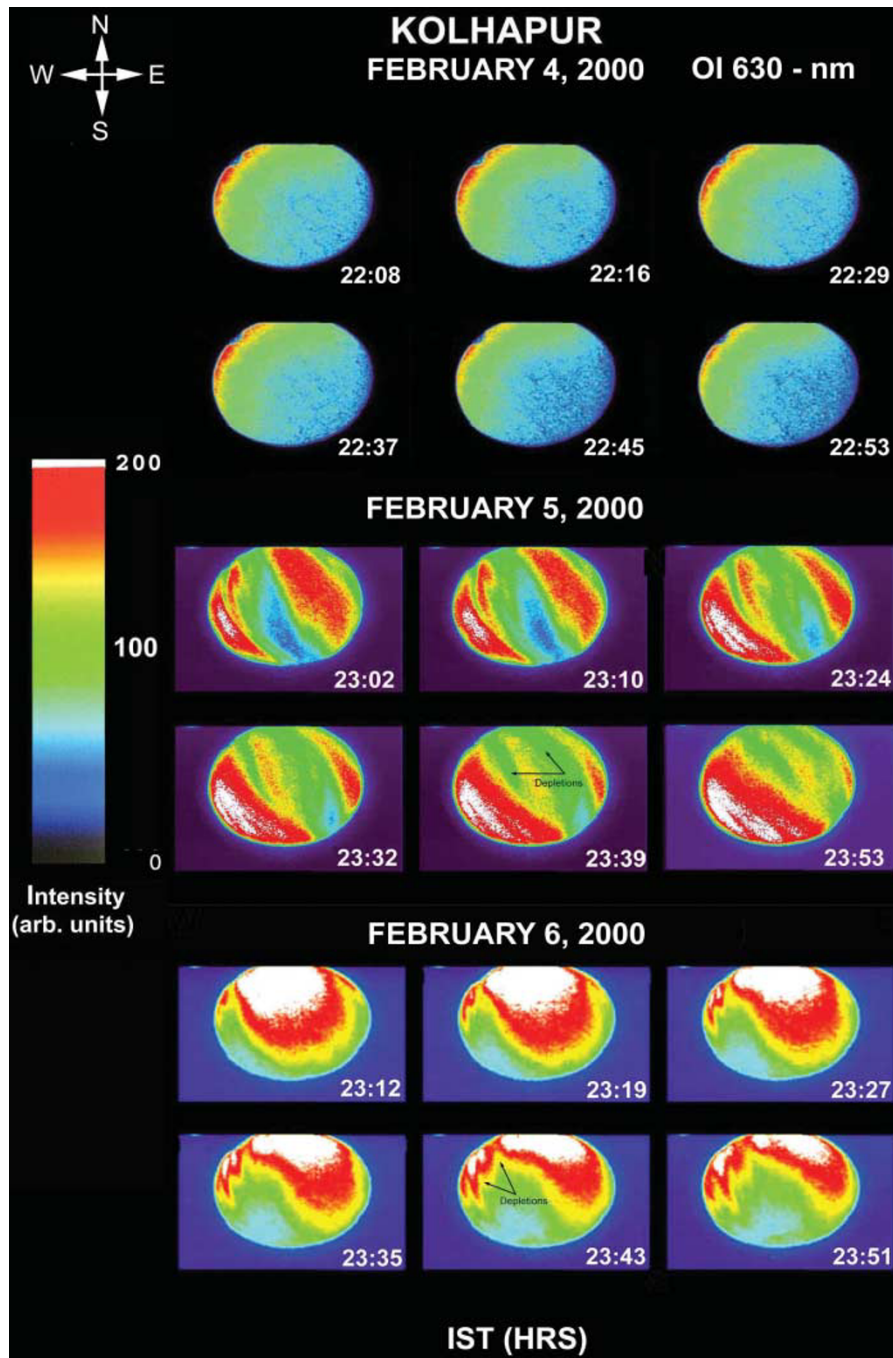 KOLHAPUR
FEBRUARY 4, 2000 OI 630 - nm
N
W E
S
22:08 22:16 22:29
22:37 22:45 22:53
FEBRUARY 5, 2000
23:02 23:10 23:24
Depletions
23:32 23:39 23:53
200
100
0
Intensity
(arb. units)
FEBRUARY 6, 2000
23:12 23:19 23:27
Depletions
23:35 23:43 23:51
IST (HRS)